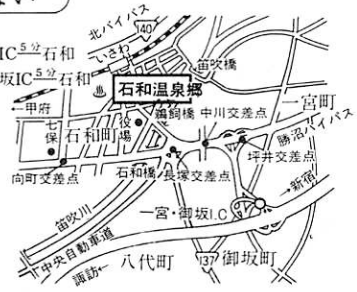 北バイパス
140
IC 5分 石和
いさわ
坂IC 5分 石和
笛吹橋
石和温泉郷
甲府
一宮町
七保
石和町
役場
鵜飼橋
中川交差点
勝沼バイパス
向町交差点
石和橋
長塚交差点
坪井交差点
新宿
笛吹川
一宮・御坂I.C
中央自動車道
諏訪
八代町
137
御坂町